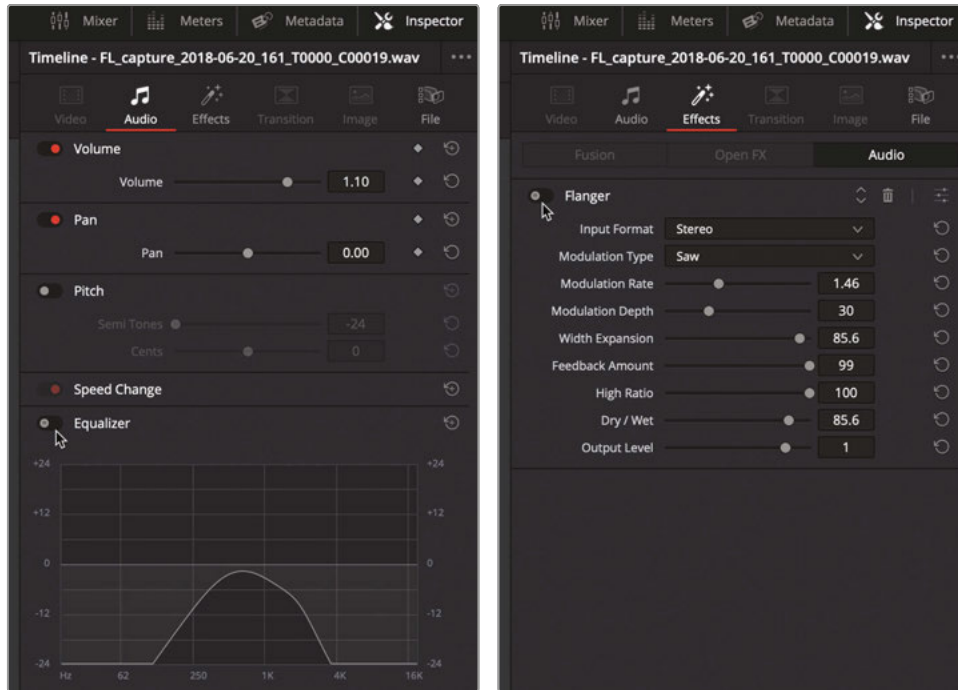 Mixer Meters Metadata Inspector
Timeline - FL_capture_2018-06-20_161_T0000_C00019.wav
Video Audio Effects Transition Image File
Volume
Volume 1.10
Pan
Pan 0.00
Pitch
Semi Tones -24
Cents 0
Speed Change
Equalizer
+24 +24
+12 +12
0 0
-12 -12
-24 -24
Hz 62 250 1K 4K 16K
Mixer Meters Metadata Inspector
Timeline - FL_capture_2018-06-20_161_T0000_C00019.wav
Video Audio Effects Transition Image File
Fusion Open FX Audio
Flanger
Input Format Stereo
Modulation Type Saw
Modulation Rate 1.46
Modulation Depth 30
Width Expansion 85.6
Feedback Amount 99
High Ratio 100
Dry / Wet 85.6
Output Level 1